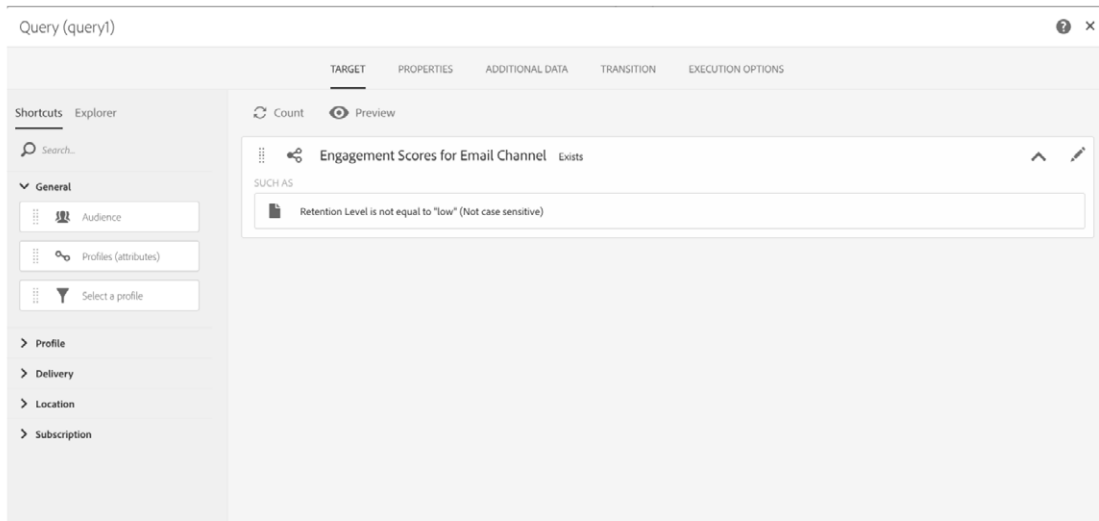 Query (query1)
TARGET PROPERTIES ADDITIONAL DATA TRANSITION EXECUTION OPTIONS
Shortcuts Explorer
Search...
General
Audience
Profiles (attributes)
Select a profile
Profile
Delivery
Location
Subscription
Count Preview
Engagement Scores for Email Channel Exists
SUCH AS
Retention Level is not equal to "low" (Not case sensitive)